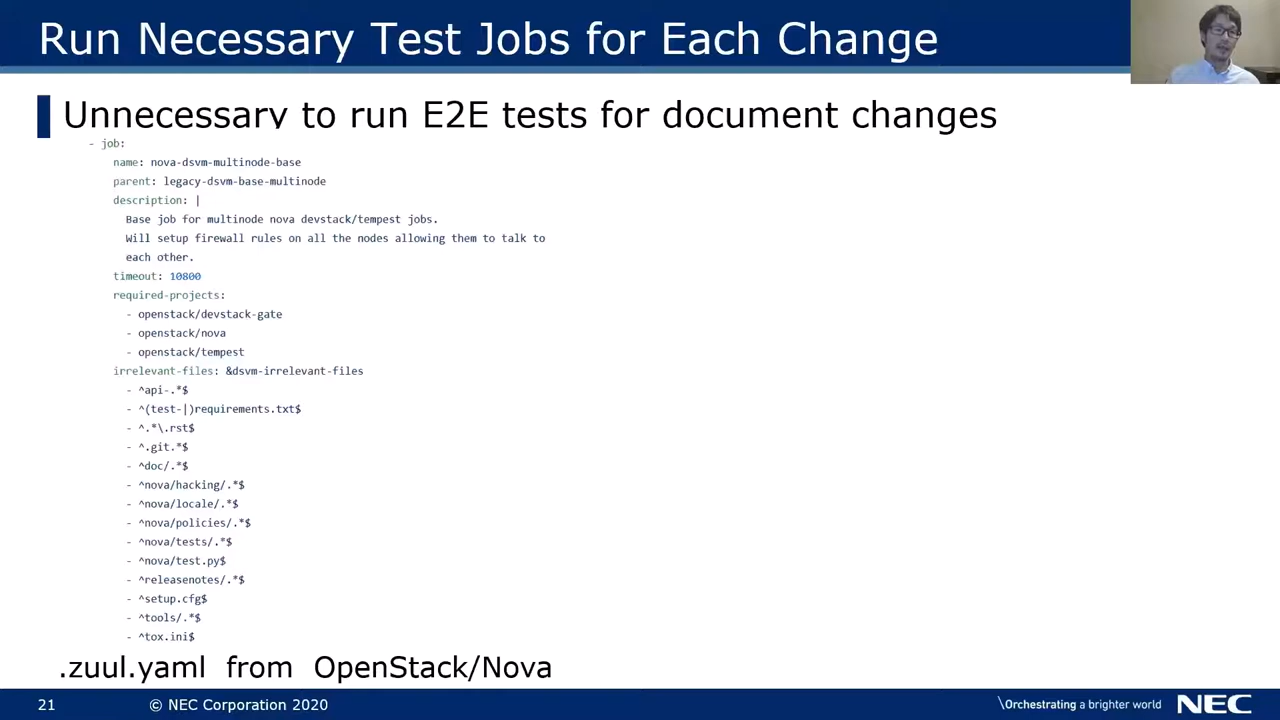 Run Necessary Test Jobs for Each Change
Unnecessary to run E2E tests for document changes
- job:
name: nova-dsvm-multinode-base
parent: legacy-dsvm-base-multinode
description: |
Base job for multinode nova devstack/tempest jobs.
Will setup firewall rules on all the nodes allowing them to talk to
each other.
timeout: 10800
required-projects:
- openstack/devstack-gate
- openstack/nova
- openstack/tempest
irrelevant-files: &dsvm-irrelevant-files
- ^api-.*$
- ^(test-|)requirements.txt$
- ^.*\.rst$
- ^.git.*$
- ^doc/.*$
- ^nova/hacking/.*$
- ^nova/locale/.*$
- ^nova/policies/.*$
- ^nova/tests/.*$
- ^nova/test.py$
- ^releasenotes/.*$
- ^setup.cfg$
- ^tools/.*$
- ^tox.ini$
.zuul.yaml from OpenStack/Nova
21 © NEC Corporation 2020 \Orchestrating a brighter world NEC